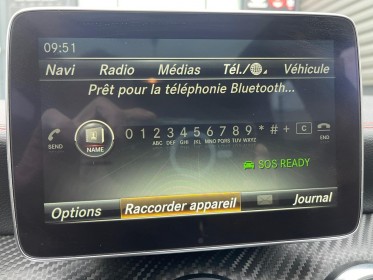 09:51
Navi Radio Médias Tél./ Véhicule
Prêt pour la téléphonie Bluetooth...
SEND NAME 0 1 2 3 4 5 6 7 8 9 * # + C END
ABC DEF GHI JKL MNO PQRS TUV WXYZ
SOS READY
Options Raccorder appareil Journal